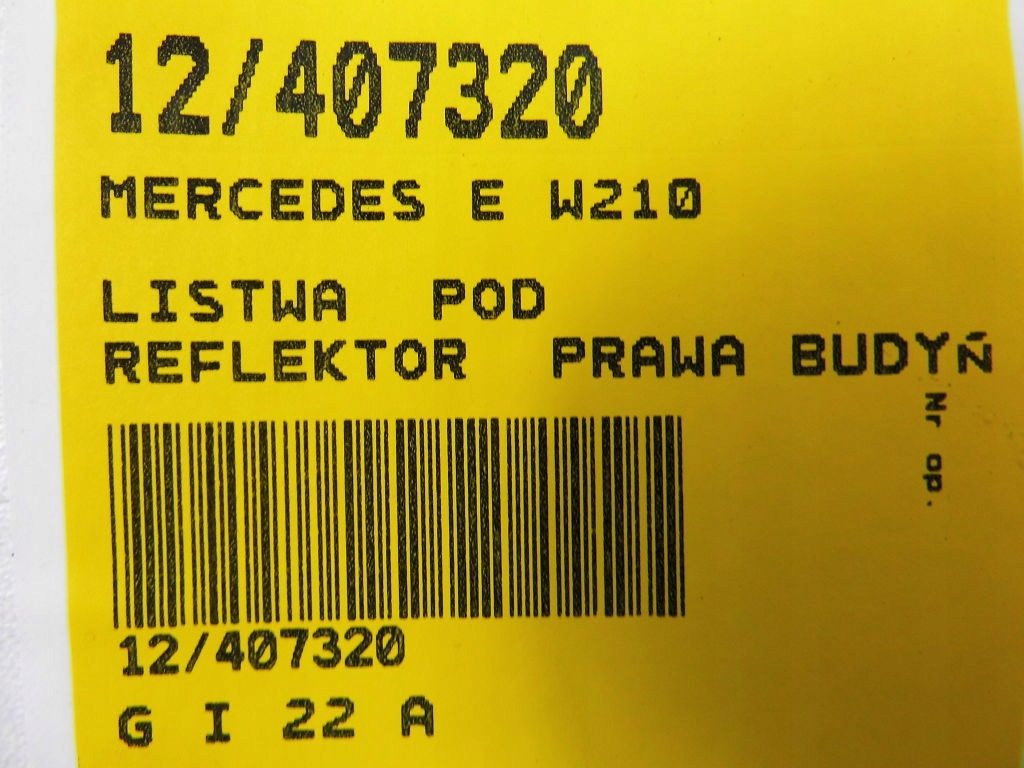 12/407320
MERCEDES E W210
LISTWA POD
REFLEKTOR PRAWA BUDYŃ
Nr op.
12/407320
G I 22 A